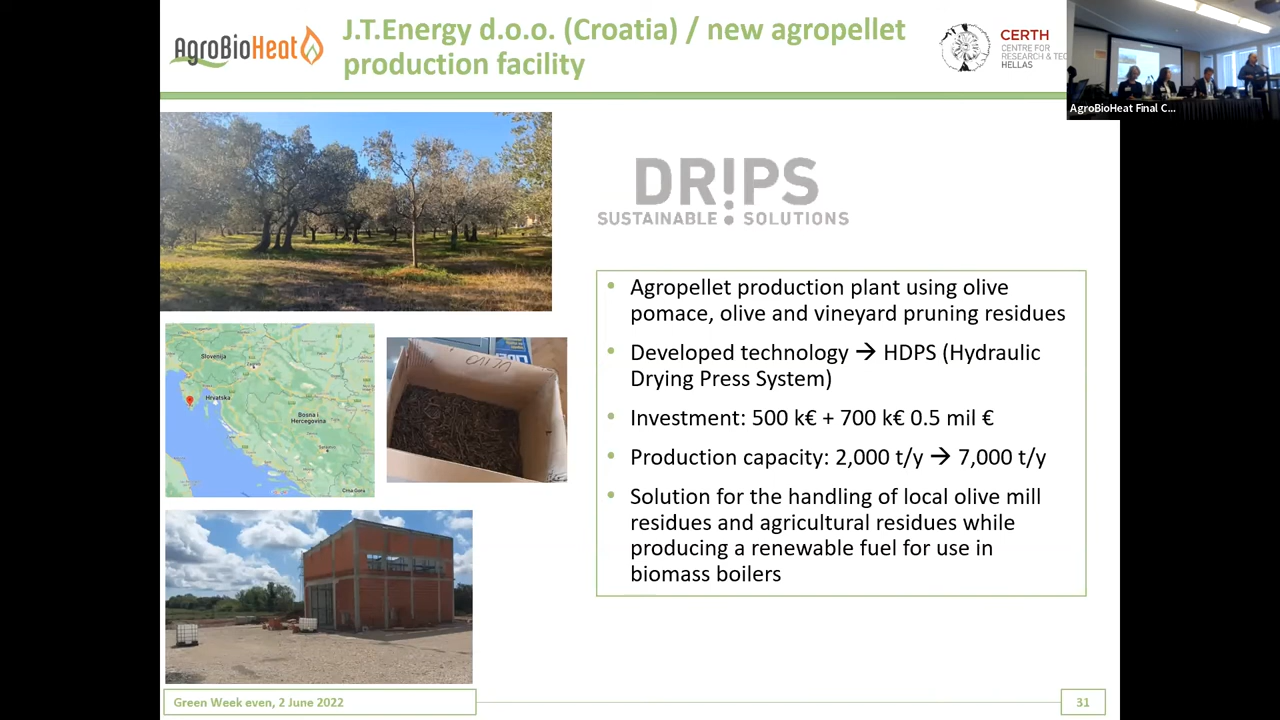 AgroBioHeat
J.T.Energy d.o.o. (Croatia) / new agropellet
production facility
CERTH
CENTRE FOR
RESEARCH & TEC
HELLAS
AgroBioHeat Final C...
DR!PS
SUSTAINABLE SOLUTIONS
• Agropellet production plant using olive
pomace, olive and vineyard pruning residues
• Developed technology → HDPS (Hydraulic
Drying Press System)
• Investment: 500 k€ + 700 k€ 0.5 mil €
• Production capacity: 2,000 t/y → 7,000 t/y
• Solution for the handling of local olive mill
residues and agricultural residues while
producing a renewable fuel for use in
biomass boilers
Slovenija
Hrvatska
Bosna i
Hercegovina
Crna Gora
Green Week even, 2 June 2022
31